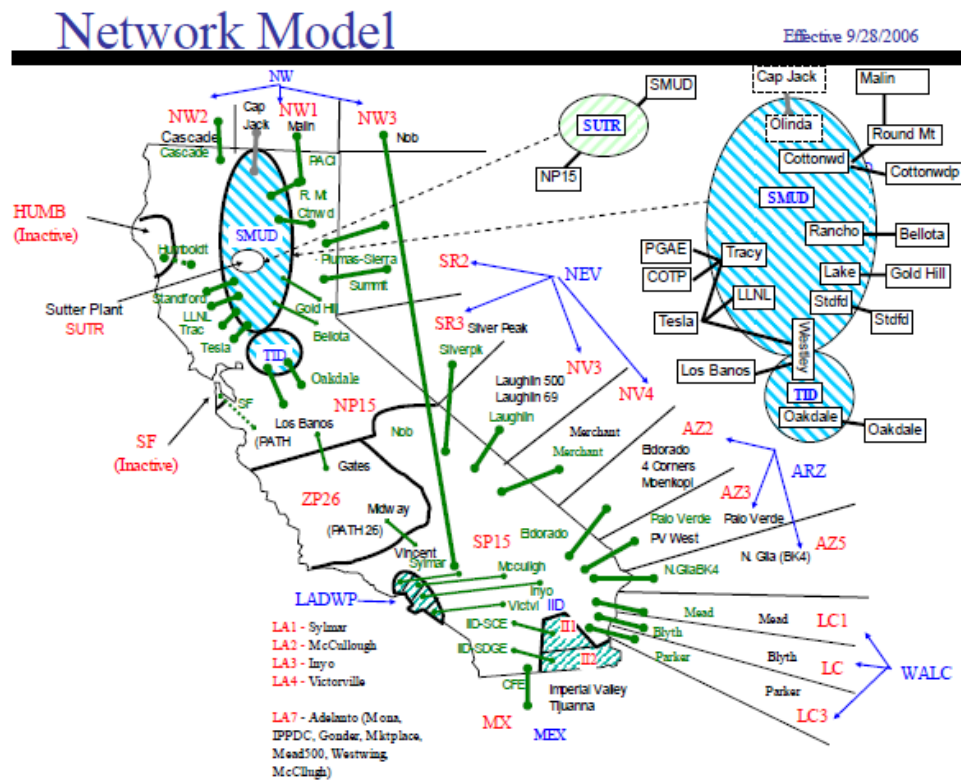 Network Model
Effective 9/28/2006
NW
NW2
Cap
Jack
NW1
Malin
NW3
Nob
Cascade
Cascade
PACI
R. Mt
Ctnwd
HUMB
(Inactive)
Humboldt
SMUD
Plumas-Sierra
Summit
Sutter Plant
SUTR
Standford
LLNL
Trac
Tesla
Gold Hill
Bellota
TID
Oakdale
SMUD
SUTR
NP15
Cap Jack
Malin
Olinda
Round Mt
Cottonwd
Cottonwdp
SMUD
Rancho
Bellota
PGAE
Tracy
COTP
Lake
Gold Hill
LLNL
Stdfd
Stdfd
Tesla
Westley
Los Banos
TID
Oakdale
Oakdale
SR2
NEV
SR3
Silver Peak
Silverpk
NV3
NV4
Laughlin 500
Laughlin 69
Laughlin
Merchant
Merchant
SF
SF
(Inactive)
NP15
Los Banos
(PATH
Nob
Gates
ZP26
Midway
(PATH 26)
Vincent
SP15
AZ2
Eldorado
4 Corners
Moenkopi
ARZ
AZ3
Eldorado
Palo Verde
PV West
Palo Verde
N. Gila (BK4)
AZ5
N.GilaBK4
Sylmar
Mccullgh
Inyo
Victvl
LADWP
IID
IID-SCE
II1
IID-SDGE
II2
Mead
Blyth
Parker
Mead
LC1
Blyth
LC
WALC
Parker
LC3
CFE
Imperial Valley
Tijuanna
MX
MEX
LA1 - Sylmar
LA2 - McCullough
LA3 - Inyo
LA4 - Victorville
LA7 - Adelanto (Mona,
IPPDC, Gonder, Mktplace,
Mead500, Westwing,
McCllugh)